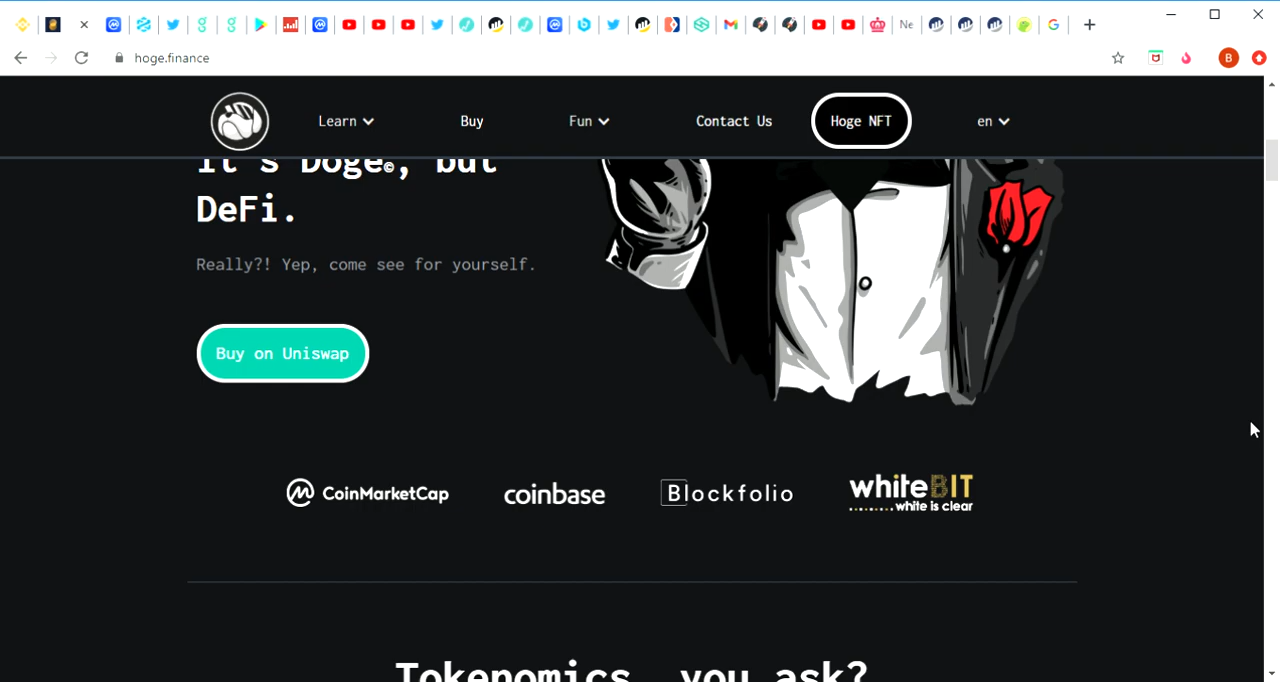 Ne
hoge.finance
B
Learn
Buy
Fun
Contact Us
Hoge NFT
en
It's Doge©, but
DeFi.
Really?! Yep, come see for yourself.
Buy on Uniswap
CoinMarketCap
coinbase
Blockfolio
whiteBIT
white is clear
Tokenomics, you ask?